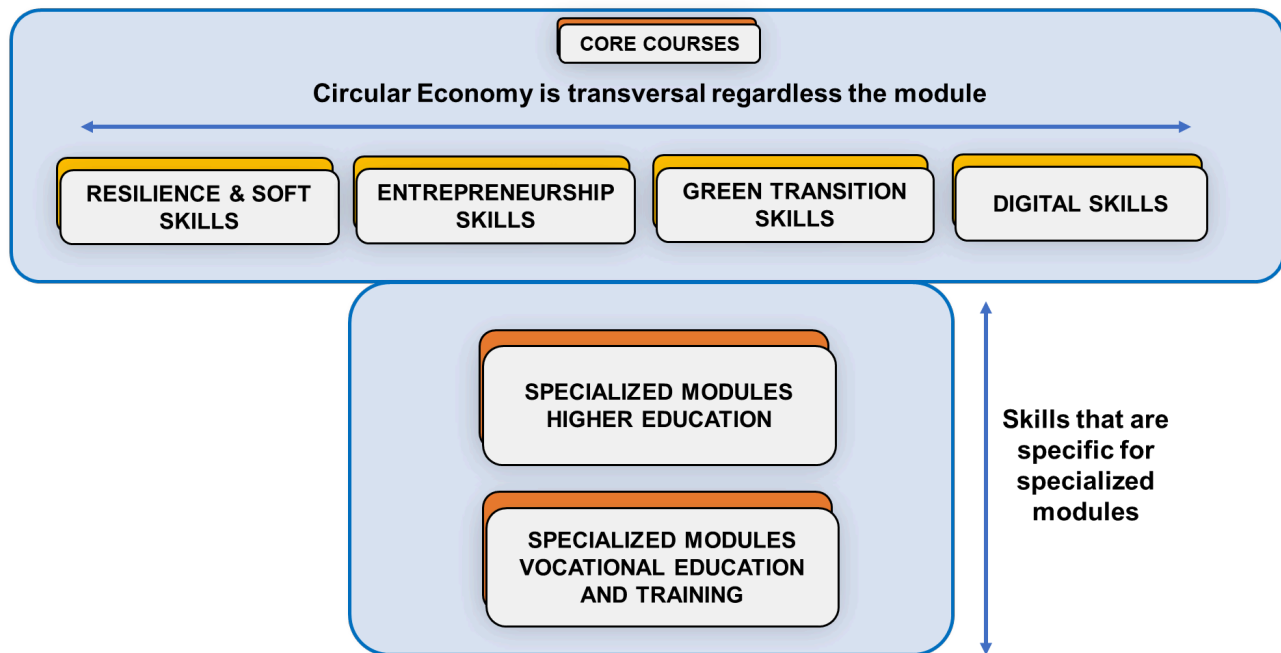 CORE COURSES
Circular Economy is transversal regardless the module
RESILIENCE & SOFT
SKILLS
ENTREPRENEURSHIP
SKILLS
GREEN TRANSITION
SKILLS
DIGITAL SKILLS
SPECIALIZED MODULES
HIGHER EDUCATION
SPECIALIZED MODULES
VOCATIONAL EDUCATION
AND TRAINING
Skills that are
specific for
specialized
modules